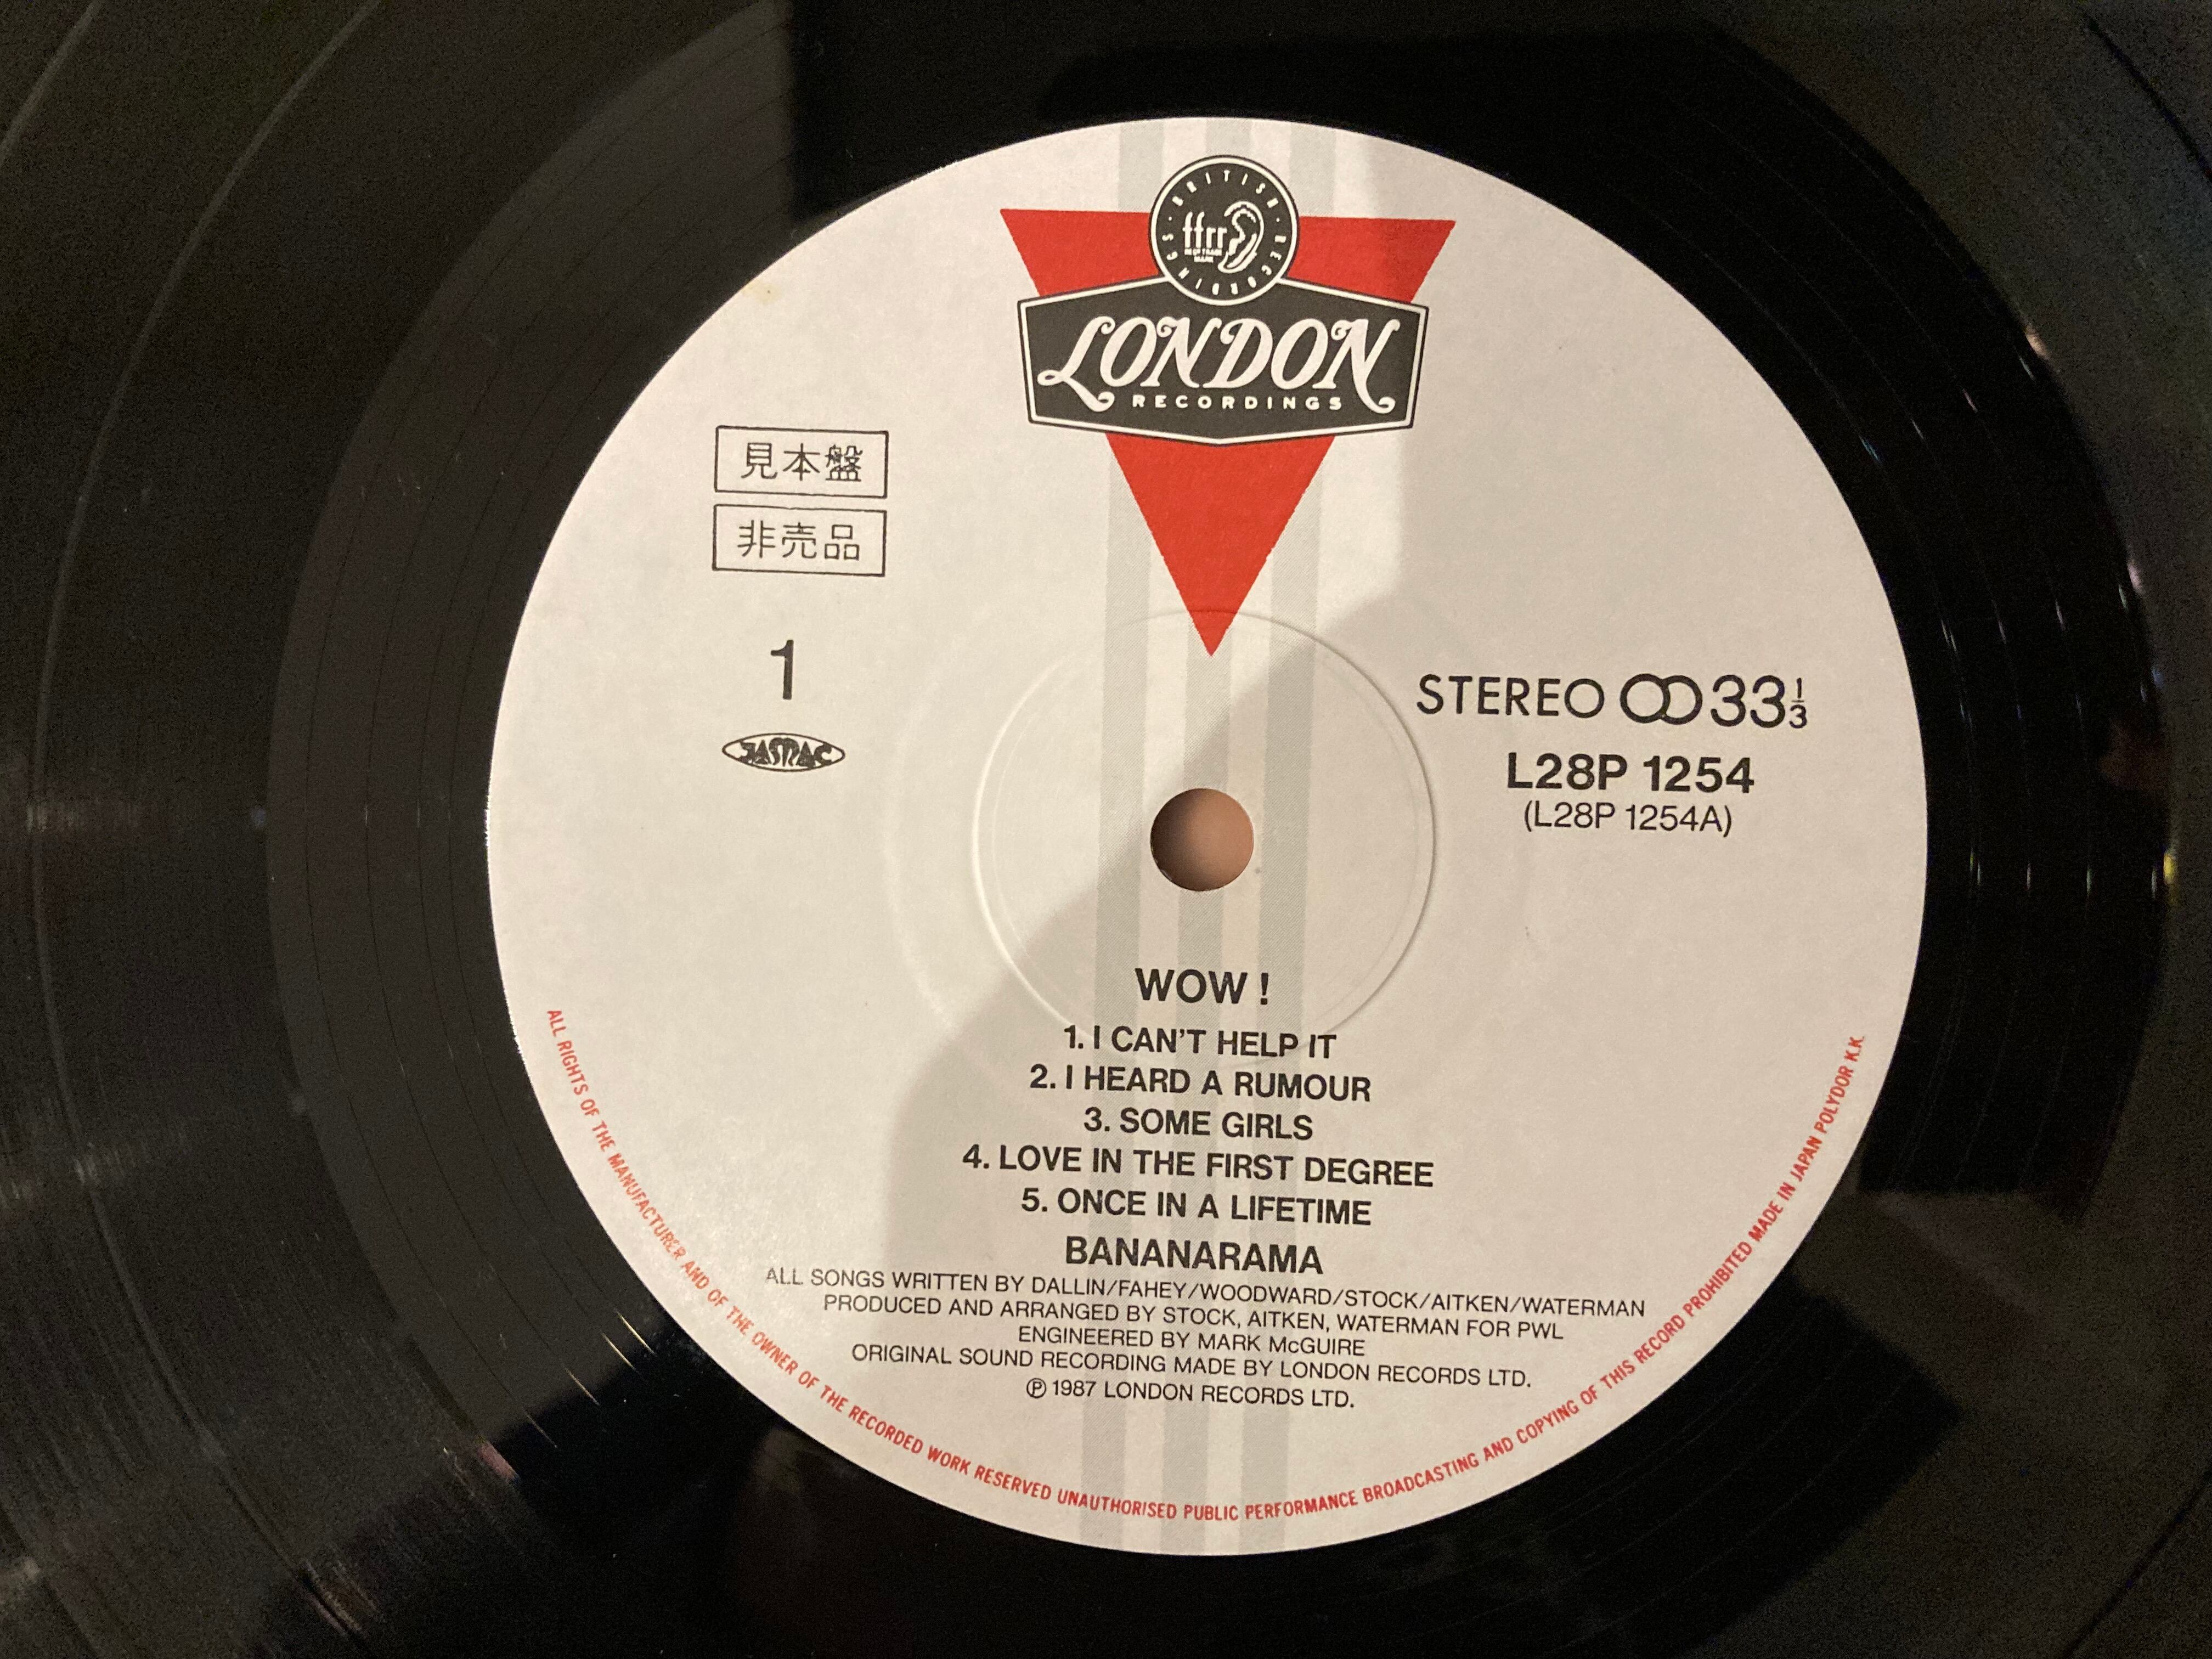 BRITISH · RECORDINGS ·
ffrr
LONDON
RECORDINGS
見本盤
非売品
1
JASRAC
STEREO 33 1/3
L28P 1254
(L28P 1254A)
WOW !
1. I CAN'T HELP IT
2. I HEARD A RUMOUR
3. SOME GIRLS
4. LOVE IN THE FIRST DEGREE
5. ONCE IN A LIFETIME
BANANARAMA
ALL SONGS WRITTEN BY DALLIN/FAHEY/WOODWARD/STOCK/AITKEN/WATERMAN
PRODUCED AND ARRANGED BY STOCK, AITKEN, WATERMAN FOR PWL
ENGINEERED BY MARK McGUIRE
ORIGINAL SOUND RECORDING MADE BY LONDON RECORDS LTD.
Ⓟ 1987 LONDON RECORDS LTD.
ALL RIGHTS OF THE MANUFACTURER AND OF THE OWNER OF THE RECORDED WORK RESERVED UNAUTHORISED PUBLIC PERFORMANCE BROADCASTING AND COPYING OF THIS RECORD PROHIBITED MADE IN JAPAN POLYDOR K.K.